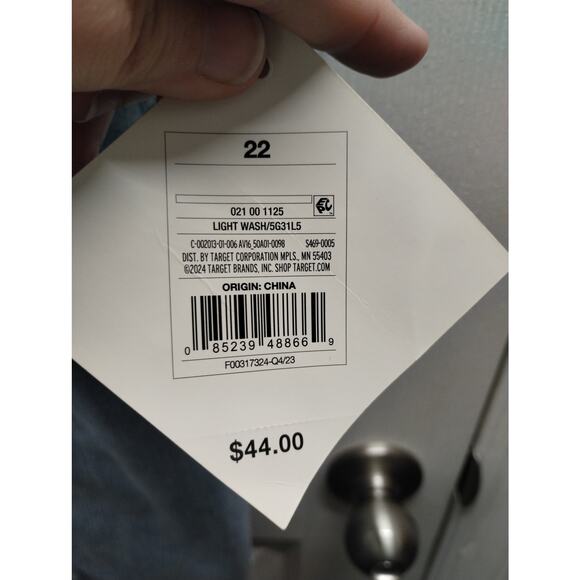 22
021 00 1125
LIGHT WASH/5G31L5
C-002013-01-006 AV16_50A01-0098 S469-0005
DIST. BY TARGET CORPORATION MPLS., MN 55403
©2024 TARGET BRANDS, INC. SHOP TARGET.COM
ORIGIN: CHINA
0 85239 48866 9
F00317324-Q4/23
$44.00